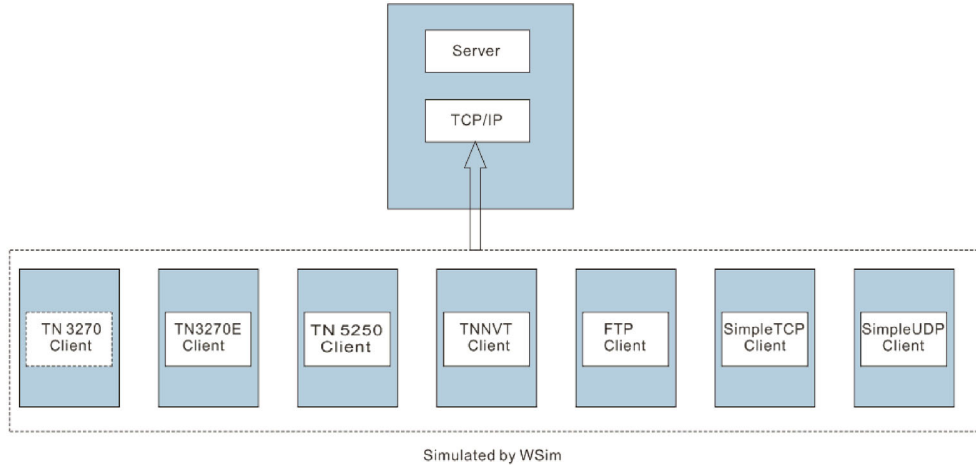 Server
TCP/IP
TN 3270
Client
TN3270E
Client
TN 5250
Client
TNNVT
Client
FTP
Client
SimpleTCP
Client
SimpleUDP
Client
Simulated by WSim